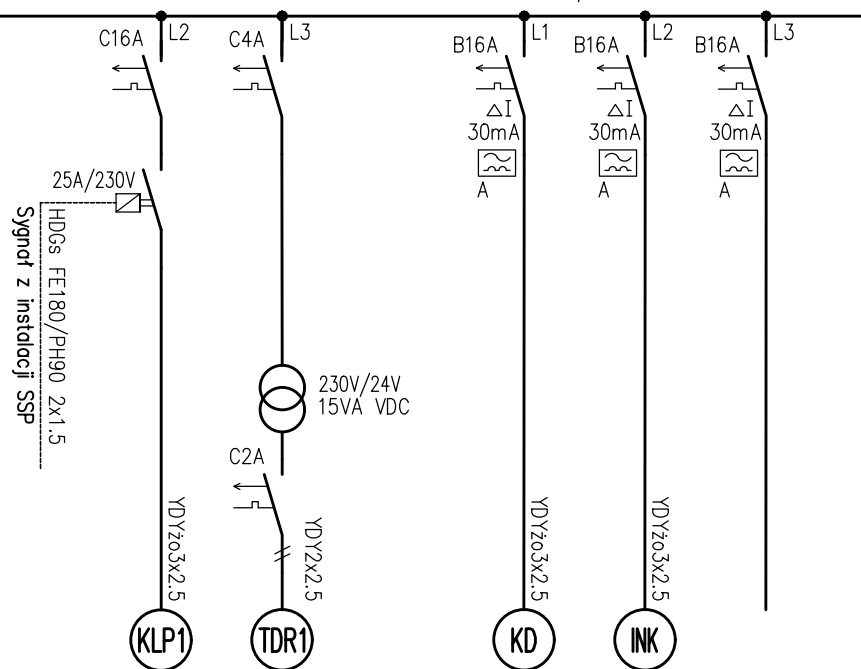 C16A
L2
C4A
L3
B16A
L1
B16A
L2
B16A
L3
ΔI
30mA
A
ΔI
30mA
A
ΔI
30mA
A
25A/230V
HDGs FE180/PH90 2x1.5
Sygnał z instalacji SSP
230V/24V
15VA VDC
C2A
YDYżo3x2.5
YDY2x2.5
YDYżo3x2.5
YDYżo3x2.5
KLP1
TDR1
KD
INK